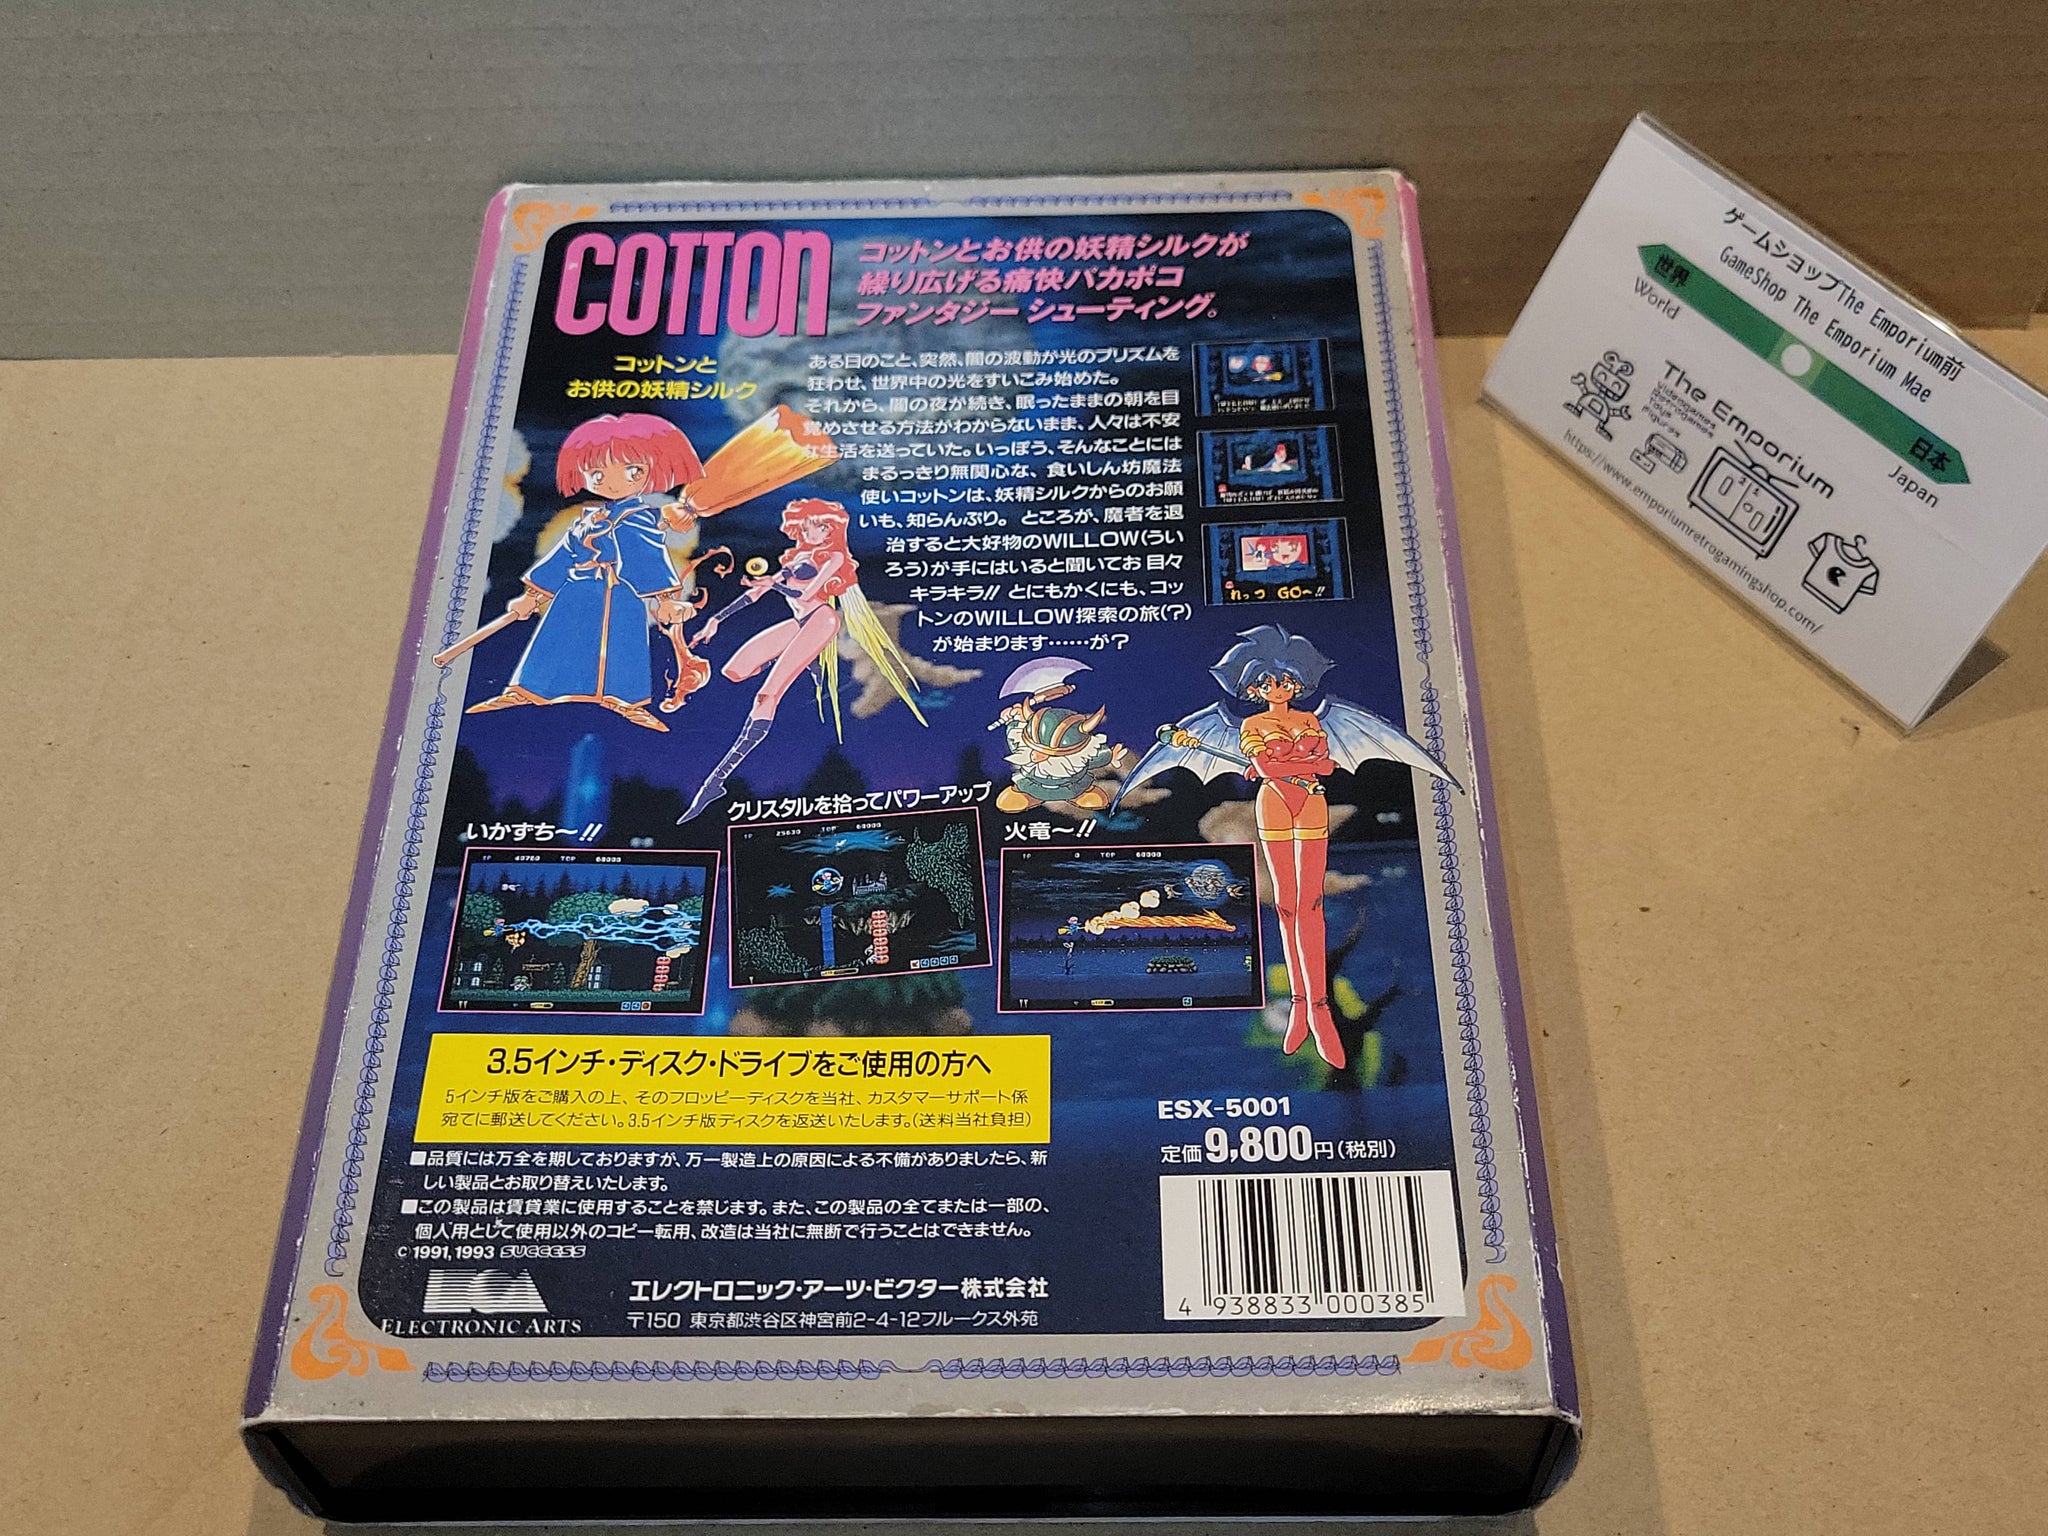 COTTON
コットンとお供の妖精シルクが
繰り広げる痛快バカポコ
ファンタジー シューティング。
コットンと
お供の妖精シルク
ある日のこと、突然、闇の波動が光のプリズムを
狂わせ、世界中の光をすいこみ始めた。
それから、闇の夜が続き、眠ったままの朝を目
覚めさせる方法がわからないまま、人々は不安
な生活を送っていた。いっぽう、そんなことには
まるっきり無関心な、食いしん坊魔法
使いコットンは、妖精シルクからのお願
いも、知らんぷり。ところが、魔者を退
治すると大好物のWILLOW(うい
ろう)が手にはいると聞いてお目々
キラキラ!! とにもかくにも、コッ
トンのWILLOW探索の旅(?)
が始まります……が?
れっつ GO〜!!
いかずち〜!!
クリスタルを拾ってパワーアップ
火竜〜!!
1P 43760 TOP 60000
1P 25630 TOP 60000
1P 0 TOP 60000
3.5インチ・ディスク・ドライブをご使用の方へ
5インチ版をご購入の上、そのフロッピーディスクを当社、カスタマーサポート係
宛てに郵送してください。3.5インチ版ディスクを返送いたします。(送料当社負担)
■品質には万全を期しておりますが、万一製造上の原因による不備がありましたら、新
しい製品とお取り替えいたします。
■この製品は賃貸業に使用することを禁じます。また、この製品の全てまたは一部の、
個人用として使用以外のコピー転用、改造は当社に無断で行うことはできません。
© 1991, 1993 SUCCESS
ELECTRONIC ARTS
エレクトロニック・アーツ・ビクター株式会社
〒150 東京都渋谷区神宮前2-4-12フルークス外苑
ESX-5001
定価9,800円(税別)
4 938833 000385
ゲームショップThe Emporium前
GameShop The Emporium Mae
世界
World
日本
Japan
The Emporium
Videogames
Retrogames
Toys
Figures
https://www.emporiumretrogamingshop.com/